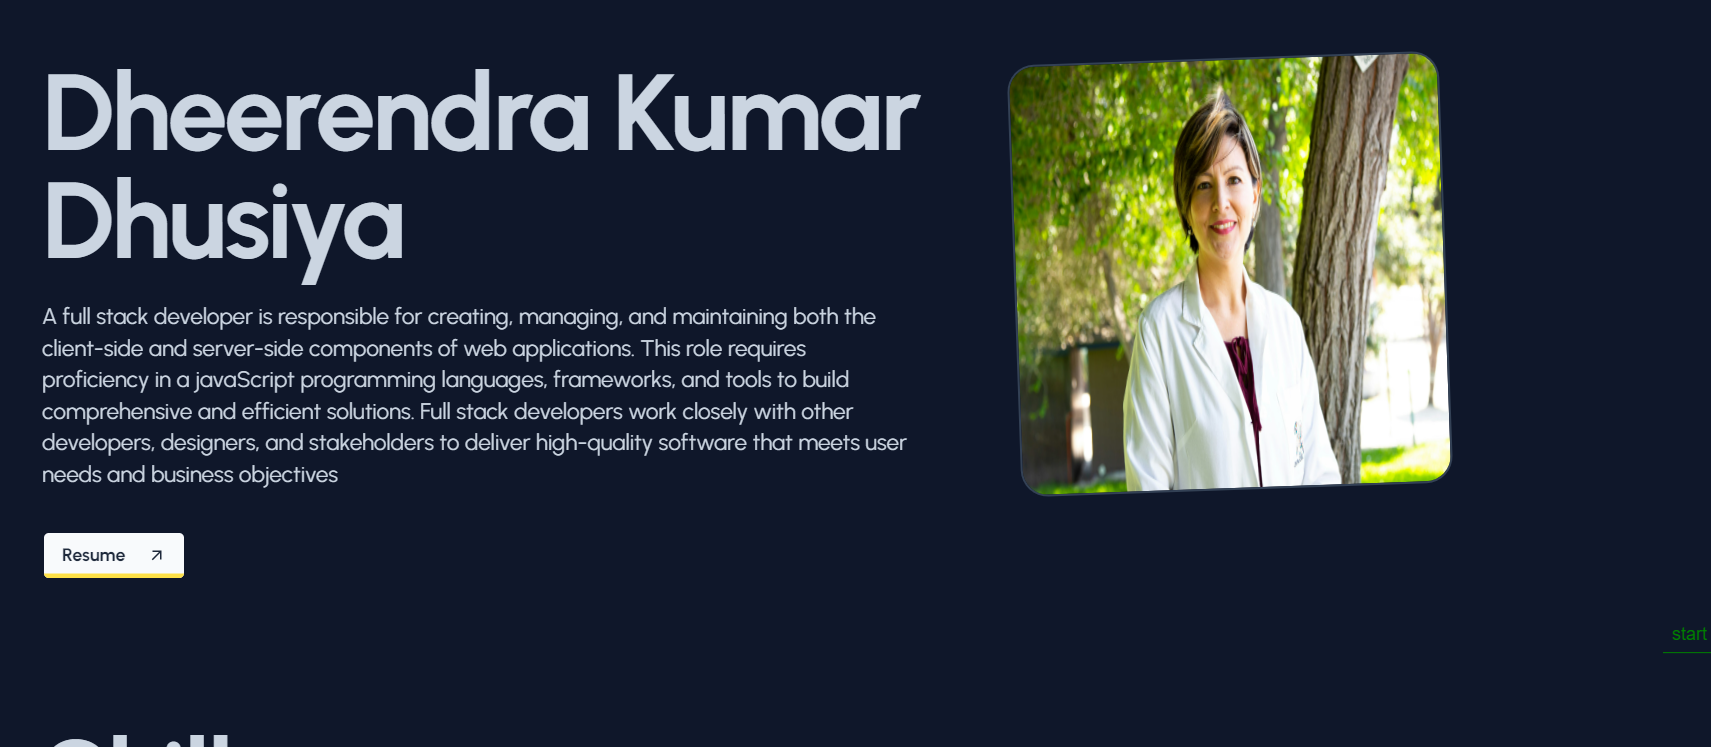 Dheerendra Kumar
Dhusiya
A full stack developer is responsible for creating, managing, and maintaining both the
client-side and server-side components of web applications. This role requires
proficiency in a javaScript programming languages, frameworks, and tools to build
comprehensive and efficient solutions. Full stack developers work closely with other
developers, designers, and stakeholders to deliver high-quality software that meets user
needs and business objectives
Resume
start